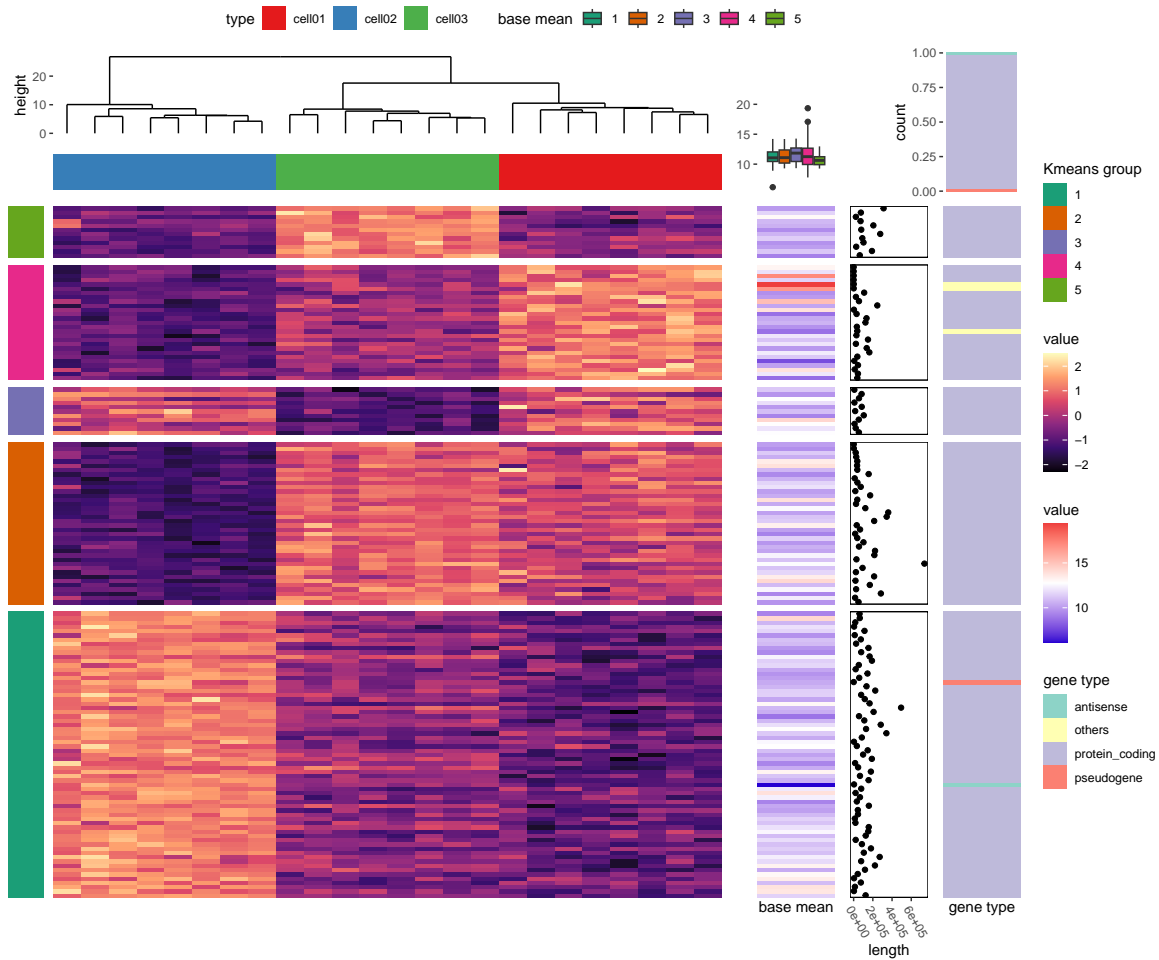 type cell01 cell02 cell03 base mean 1 2 3 4 5
height
20
10
0
20
15
10
count
1.00
0.75
0.50
0.25
0.00
Kmeans group
1
2
3
4
5
value
2
1
0
−1
−2
value
15
10
gene type
antisense
others
protein_coding
pseudogene
base mean
0e+00
2e+05
4e+05
6e+05
length
gene type